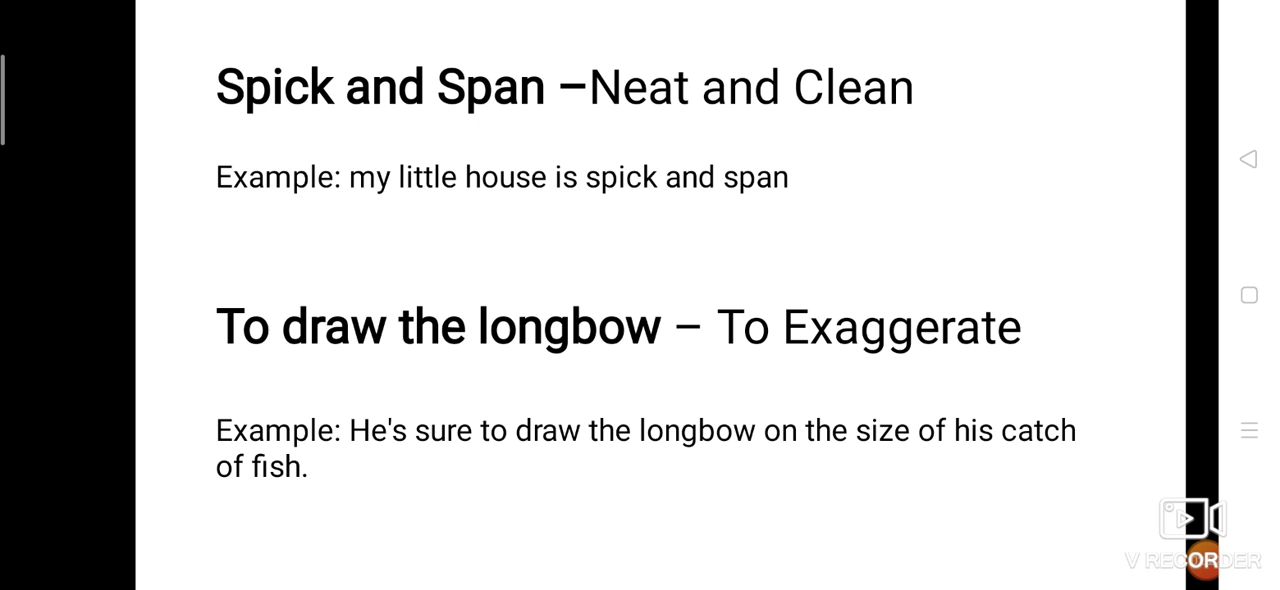 Spick and Span –Neat and Clean
Example: my little house is spick and span
To draw the longbow – To Exaggerate
Example: He's sure to draw the longbow on the size of his catch
of fish.
V RECORDER